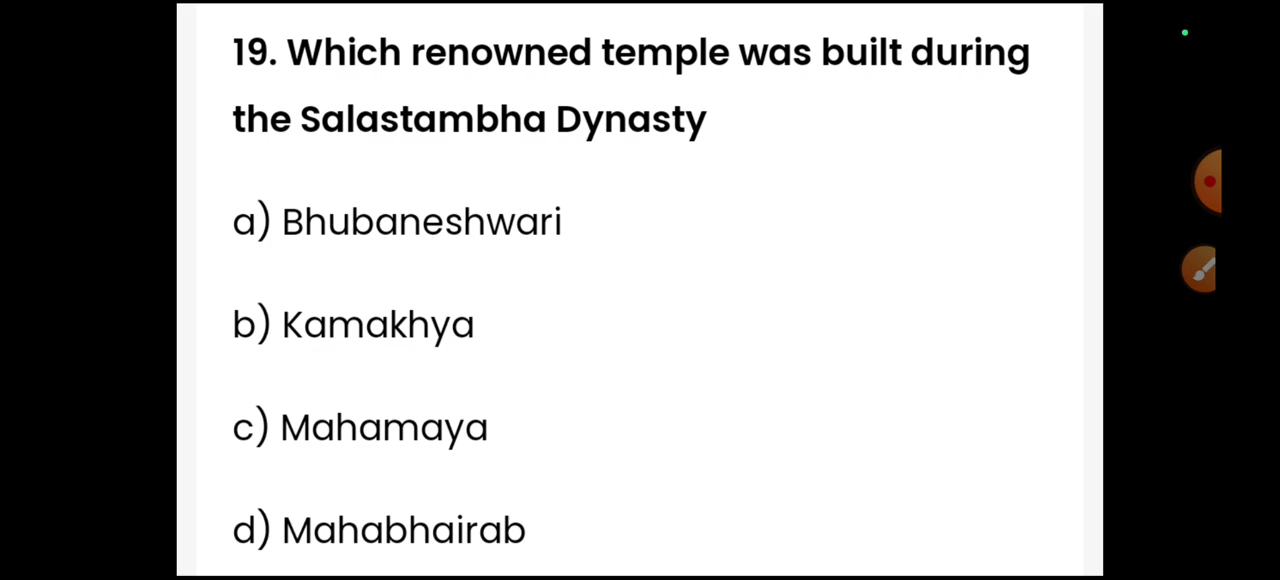 19. Which renowned temple was built during
the Salastambha Dynasty
a) Bhubaneshwari
b) Kamakhya
c) Mahamaya
d) Mahabhairab